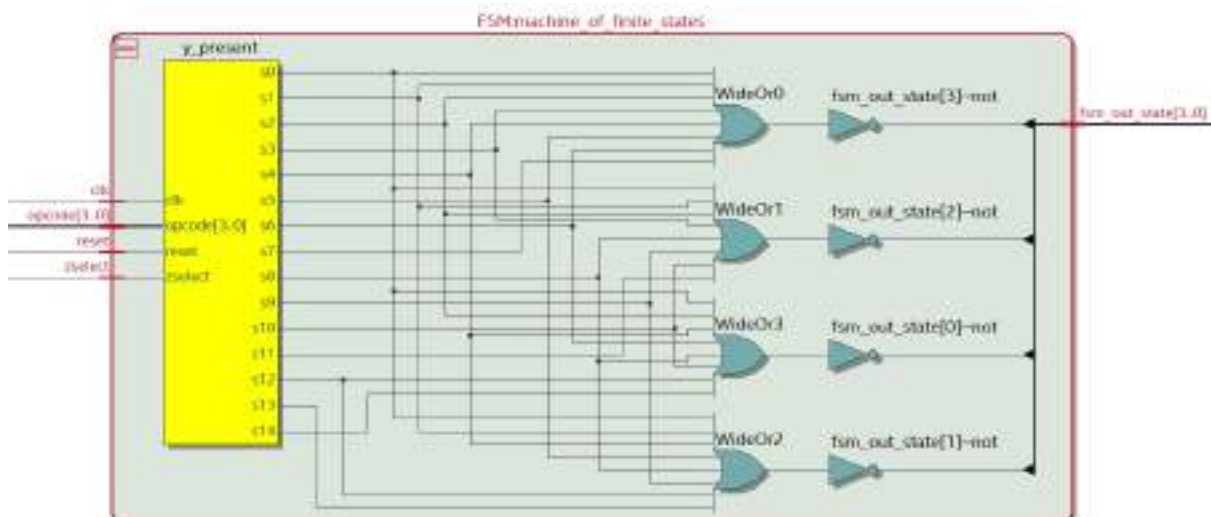 FSM:machine_of_finite_states
y_present
s0
s1
s2
s3
s4
s5
s6
s7
s8
s9
s10
s11
s12
s13
s14
clk
opcode[3..0]
reset
zselect
clk
opcode[3..0]
reset
zselect
WideOr0
fsm_out_state[3]~not
fsm_out_state[3..0]
WideOr1
fsm_out_state[2]~not
WideOr3
fsm_out_state[0]~not
WideOr2
fsm_out_state[1]~not